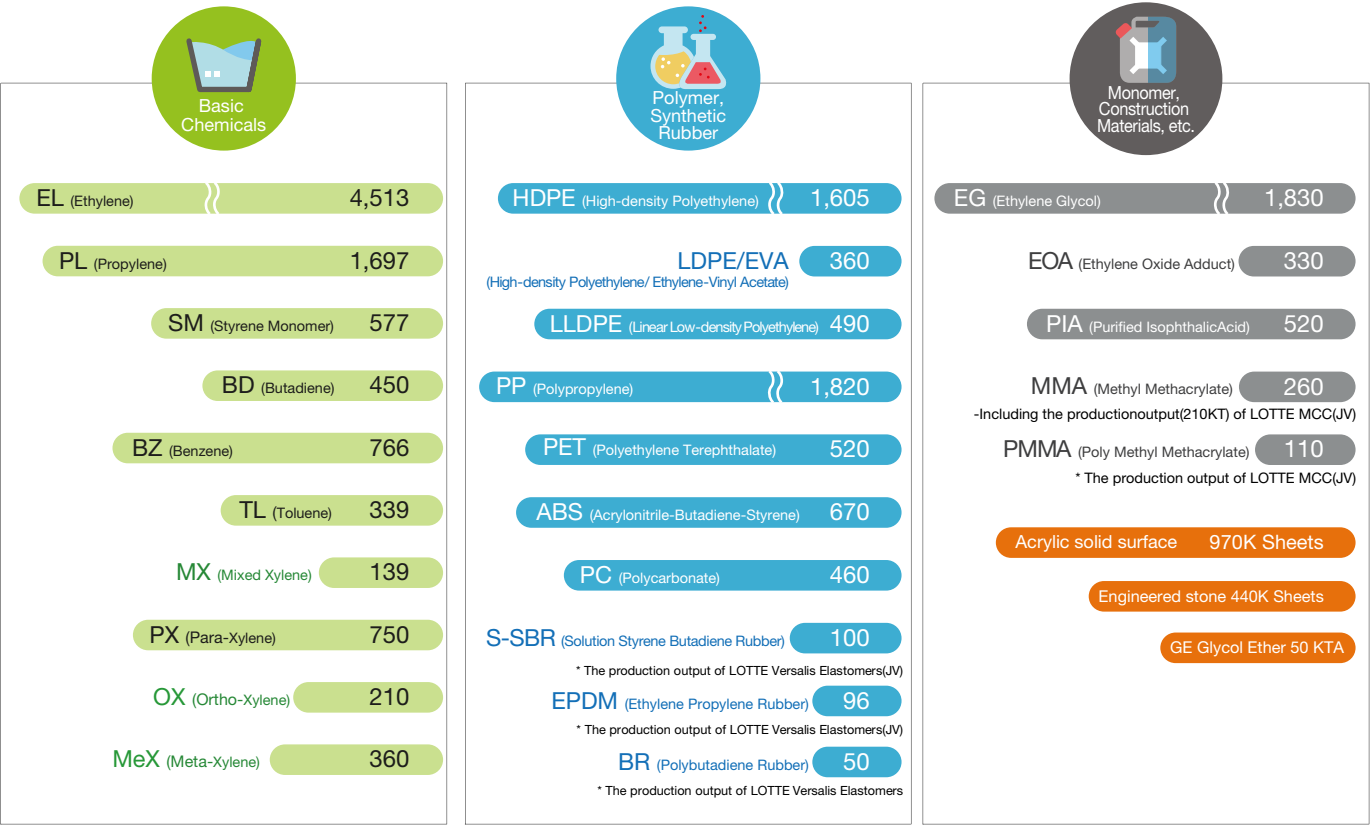 Basic
Chemicals
EL (Ethylene) 4,513
PL (Propylene) 1,697
SM (Styrene Monomer) 577
BD (Butadiene) 450
BZ (Benzene) 766
TL (Toluene) 339
MX (Mixed Xylene) 139
PX (Para-Xylene) 750
OX (Ortho-Xylene) 210
MeX (Meta-Xylene) 360
Polymer,
Synthetic
Rubber
HDPE (High-density Polyethylene) 1,605
LDPE/EVA 360
(High-density Polyethylene/ Ethylene-Vinyl Acetate)
LLDPE (Linear Low-density Polyethylene) 490
PP (Polypropylene) 1,820
PET (Polyethylene Terephthalate) 520
ABS (Acrylonitrile-Butadiene-Styrene) 670
PC (Polycarbonate) 460
S-SBR (Solution Styrene Butadiene Rubber) 100
* The production output of LOTTE Versalis Elastomers(JV)
EPDM (Ethylene Propylene Rubber) 96
* The production output of LOTTE Versalis Elastomers(JV)
BR (Polybutadiene Rubber) 50
* The production output of LOTTE Versalis Elastomers
Monomer,
Construction
Materials, etc.
EG (Ethylene Glycol) 1,830
EOA (Ethylene Oxide Adduct) 330
PIA (Purified IsophthalicAcid) 520
MMA (Methyl Methacrylate) 260
-Including the productionoutput(210KT) of LOTTE MCC(JV)
PMMA (Poly Methyl Methacrylate) 110
* The production output of LOTTE MCC(JV)
Acrylic solid surface 970K Sheets
Engineered stone 440K Sheets
GE Glycol Ether 50 KTA